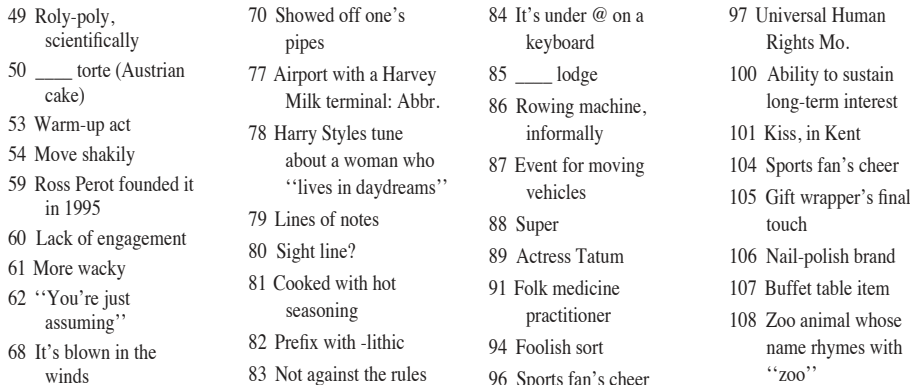 49 Roly-poly,
scientifically
50 ____ torte (Austrian
cake)
53 Warm-up act
54 Move shakily
59 Ross Perot founded it
in 1995
60 Lack of engagement
61 More wacky
62 ‘‘You’re just
assuming’’
68 It’s blown in the
winds
70 Showed off one’s
pipes
77 Airport with a Harvey
Milk terminal: Abbr.
78 Harry Styles tune
about a woman who
‘‘lives in daydreams’’
79 Lines of notes
80 Sight line?
81 Cooked with hot
seasoning
82 Prefix with -lithic
83 Not against the rules
84 It’s under @ on a
keyboard
85 ____ lodge
86 Rowing machine,
informally
87 Event for moving
vehicles
88 Super
89 Actress Tatum
91 Folk medicine
practitioner
94 Foolish sort
96 Sports fan’s cheer
97 Universal Human
Rights Mo.
100 Ability to sustain
long-term interest
101 Kiss, in Kent
104 Sports fan’s cheer
105 Gift wrapper’s final
touch
106 Nail-polish brand
107 Buffet table item
108 Zoo animal whose
name rhymes with
‘‘zoo’’